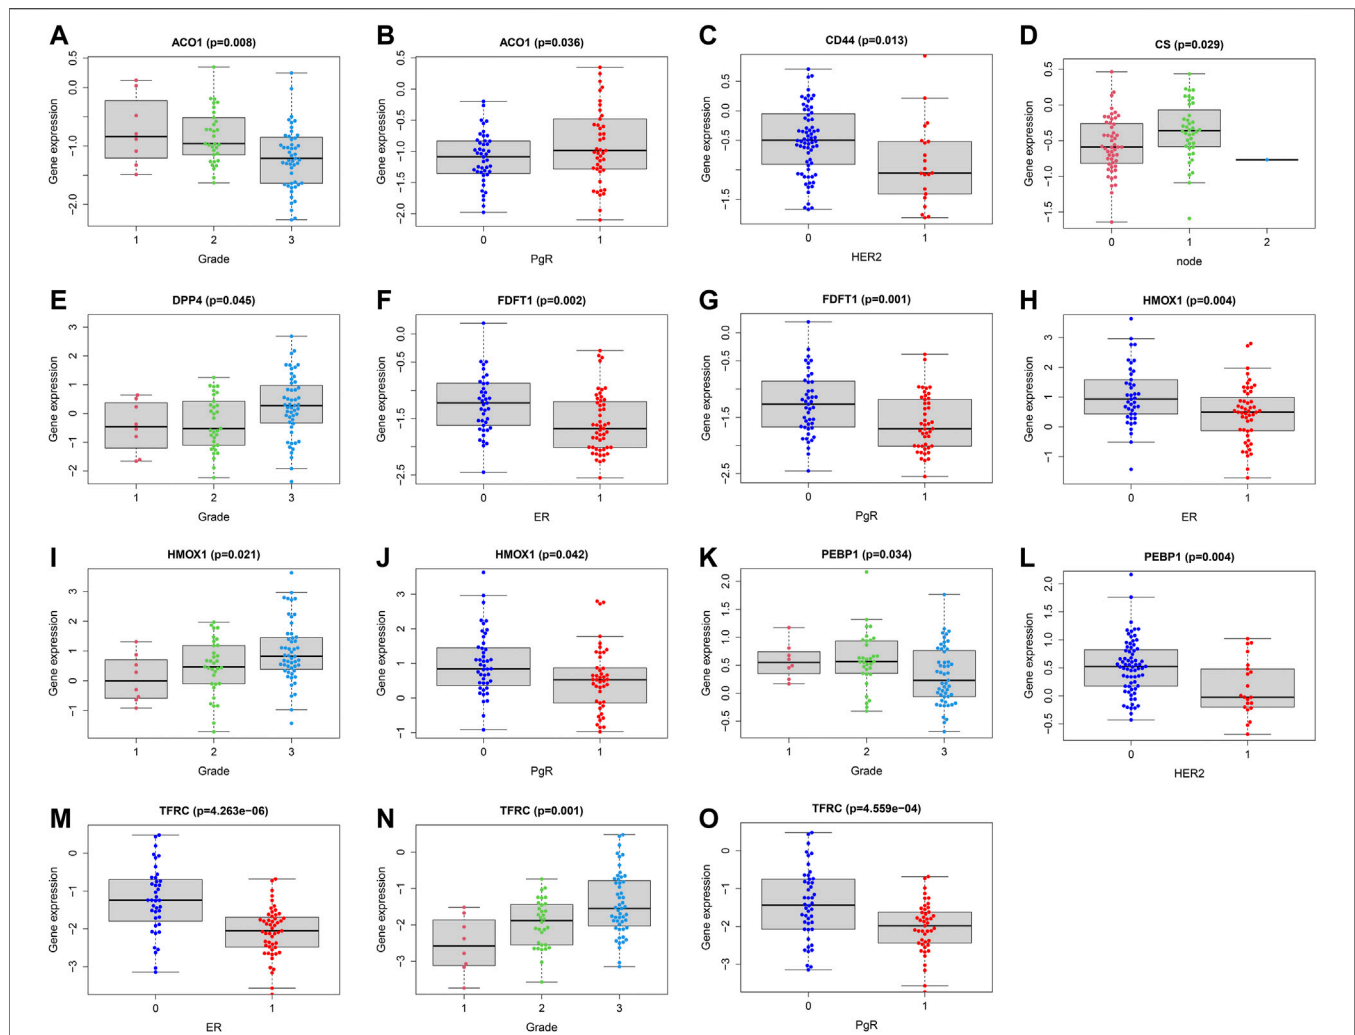 A
ACO1 (p=0.008)
Gene expression
0.5
0.0
−1.0
−2.0
1 2 3
Grade
B
ACO1 (p=0.036)
Gene expression
0.5
0.0
−0.5
−1.0
−1.5
−2.0
0 1
PgR
C
CD44 (p=0.013)
Gene expression
0.5
0.0
−0.5
−1.5
0 1
HER2
D
CS (p=0.029)
Gene expression
0.5
0.0
−0.5
−1.0
−1.5
0 1 2
node
E
DPP4 (p=0.045)
Gene expression
3
2
1
0
−1
−2
1 2 3
Grade
F
FDFT1 (p=0.002)
Gene expression
0.0
−0.5
−1.5
−2.5
0 1
ER
G
FDFT1 (p=0.001)
Gene expression
0.0
−0.5
−1.5
−2.5
0 1
PgR
H
HMOX1 (p=0.004)
Gene expression
3
2
1
0
−1
0 1
ER
I
HMOX1 (p=0.021)
Gene expression
3
2
1
0
−1
1 2 3
Grade
J
HMOX1 (p=0.042)
Gene expression
3
2
1
0
−1
0 1
PgR
K
PEBP1 (p=0.034)
Gene expression
2.0
1.5
1.0
0.5
0.0
−0.5
1 2 3
Grade
L
PEBP1 (p=0.004)
Gene expression
2.0
1.5
1.0
0.5
0.0
−0.5
0 1
HER2
M
TFRC (p=4.263e−06)
Gene expression
0
−1
−2
−3
0 1
ER
N
TFRC (p=0.001)
Gene expression
0
−1
−2
−3
1 2 3
Grade
O
TFRC (p=4.559e−04)
Gene expression
0
−1
−2
−3
0 1
PgR